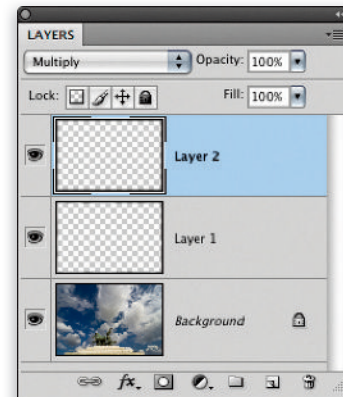 LAYERS
Multiply Opacity: 100%
Lock: Fill: 100%
Layer 2
Layer 1
Background
fx.